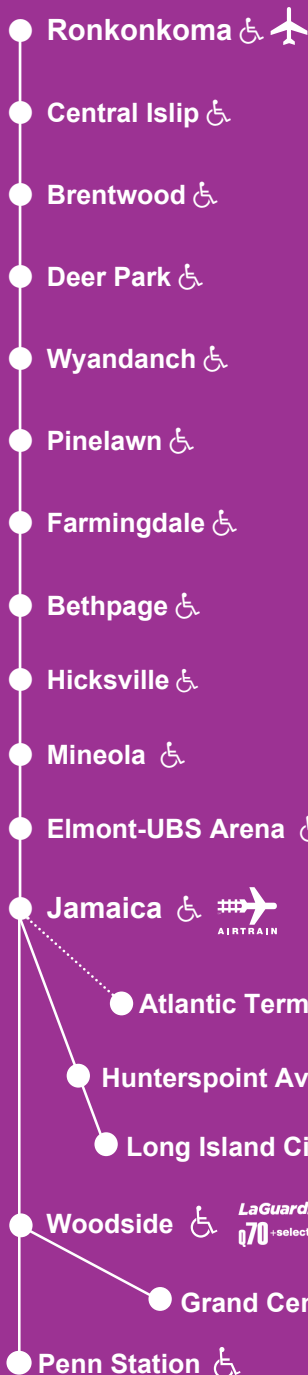 Ronkonkoma
Central Islip
Brentwood
Deer Park
Wyandanch
Pinelawn
Farmingdale
Bethpage
Hicksville
Mineola
Elmont-UBS Arena
Jamaica
AIRTRAIN
Atlantic Term
Hunterspoint Av
Long Island Ci
LaGuard
Woodside
Q70 +select
Grand Cen
Penn Station